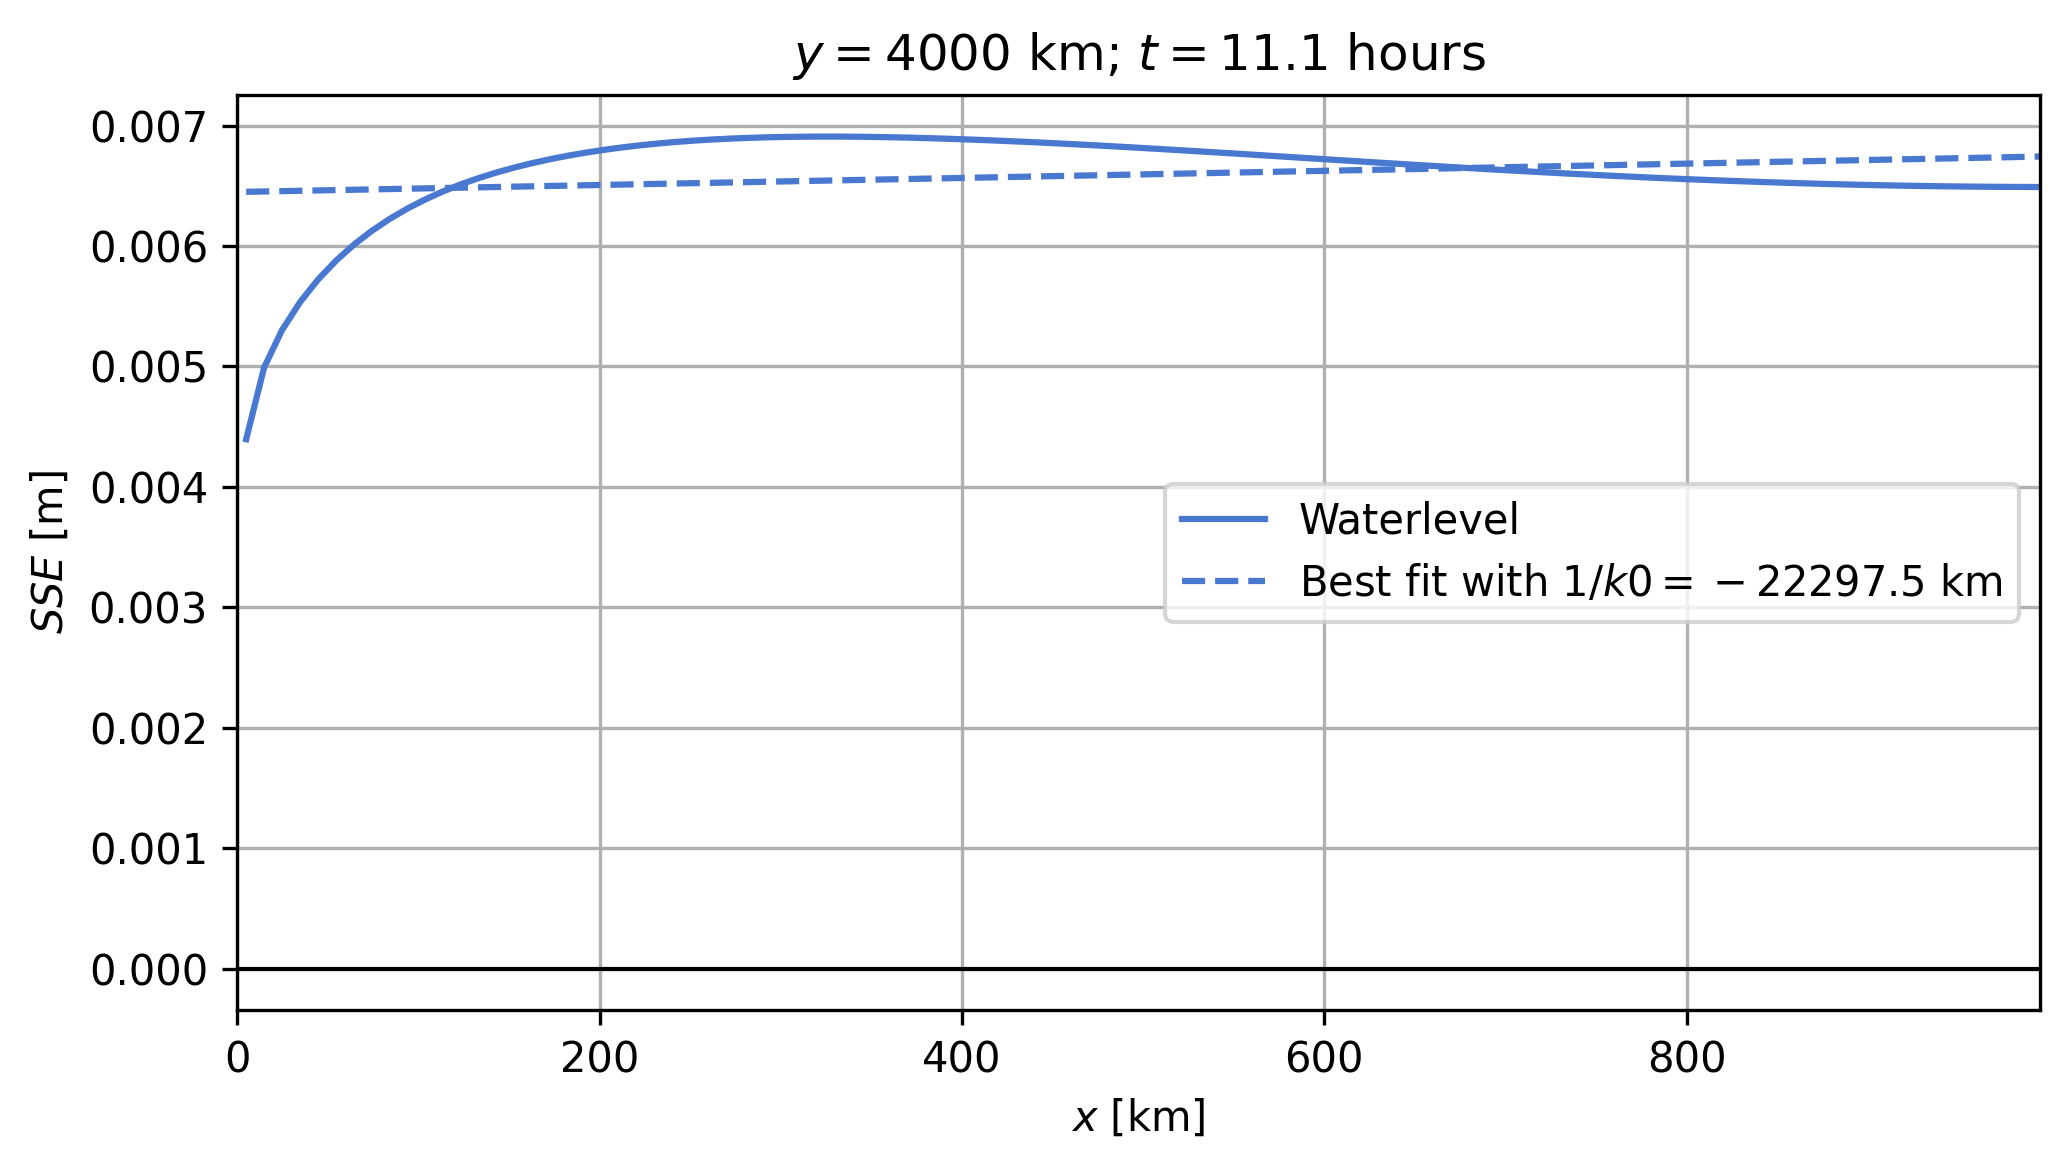 y = 4000 km; t = 11.1 hours
0.007
0.006
0.005
0.004
0.003
0.002
0.001
0.000
SSE [m]
Waterlevel
Best fit with 1/k0 = −22297.5 km
0 200 400 600 800
x [km]